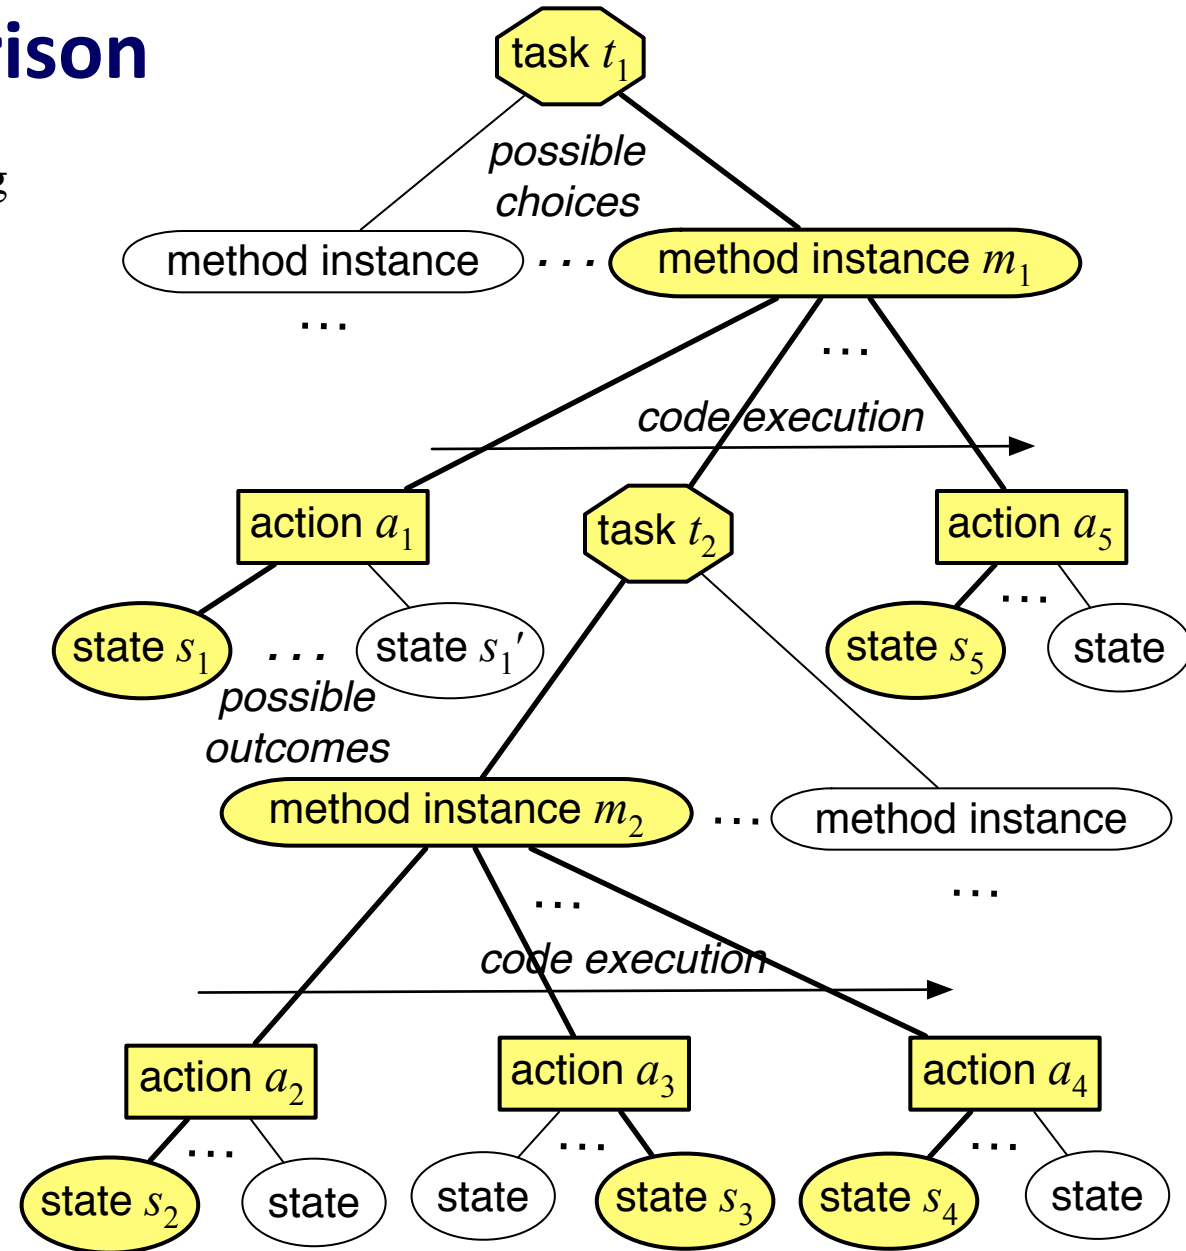 rison
task t₁
g
possible
choices
method instance ... method instance m₁
...
...
code execution
action a₁
task t₂
action a₅
...
state s₁ ... state s₁′
state s₅
state
possible
outcomes
method instance m₂ ... method instance
...
...
code execution
action a₂
action a₃
action a₄
...
...
...
state s₂
state
state
state s₃
state s₄
state